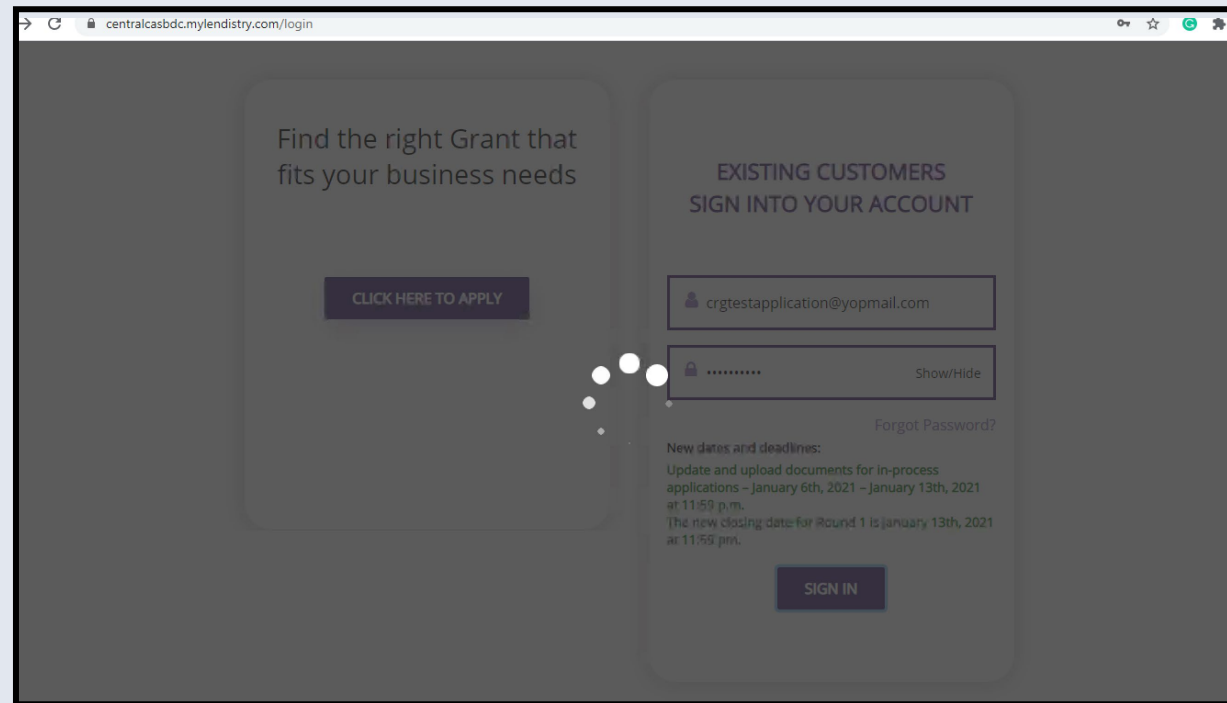 centralcasbdc.mylendistry.com/login
Find the right Grant that
fits your business needs
CLICK HERE TO APPLY
EXISTING CUSTOMERS
SIGN INTO YOUR ACCOUNT
crgtestapplication@yopmail.com
••••••••••
Show/Hide
Forgot Password?
New dates and deadlines:
Update and upload documents for in-process
applications – January 6th, 2021 – January 13th, 2021
at 11:59 p.m.
The new closing date for Round 1 is january 13th, 2021
at 11:59 pm.
SIGN IN